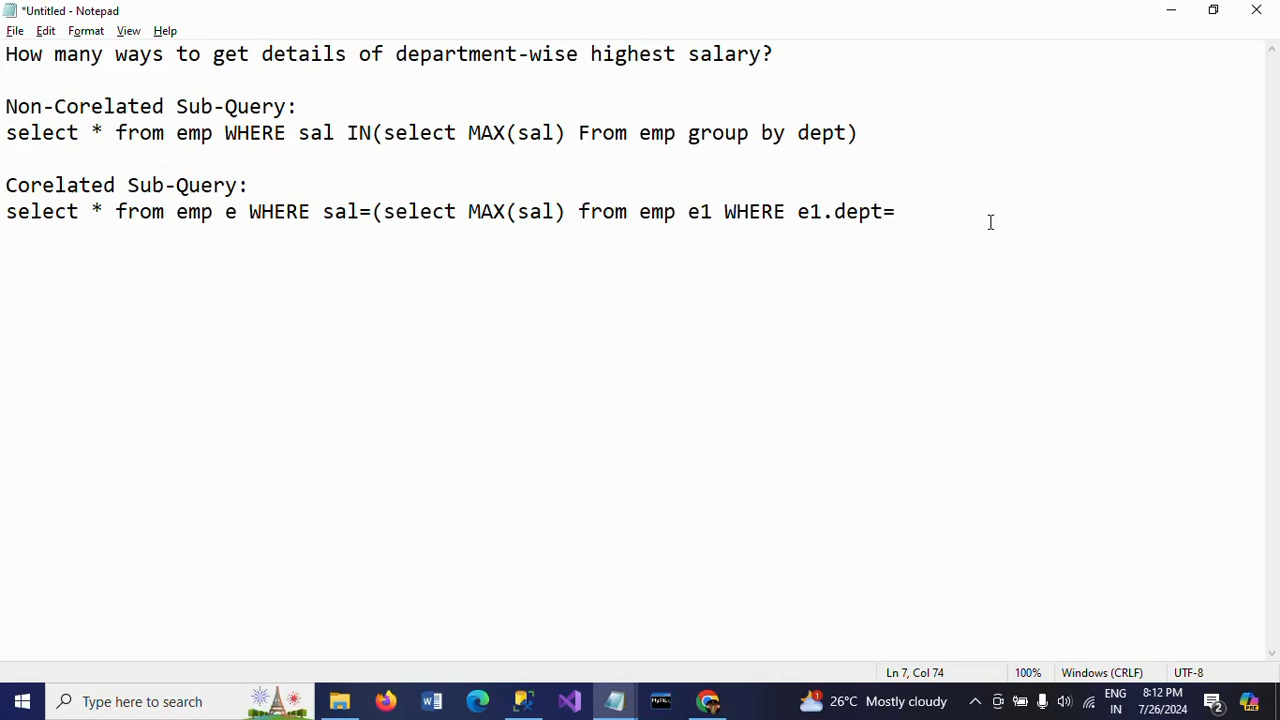 *Untitled - Notepad
File Edit Format View Help
How many ways to get details of department-wise highest salary?
Non-Corelated Sub-Query:
select * from emp WHERE sal IN(select MAX(sal) From emp group by dept)
Corelated Sub-Query:
select * from emp e WHERE sal=(select MAX(sal) from emp e1 WHERE e1.dept=
Ln 7, Col 74 100% Windows (CRLF) UTF-8
Type here to search
26°C Mostly cloudy
ENG
IN
8:12 PM
7/26/2024
2